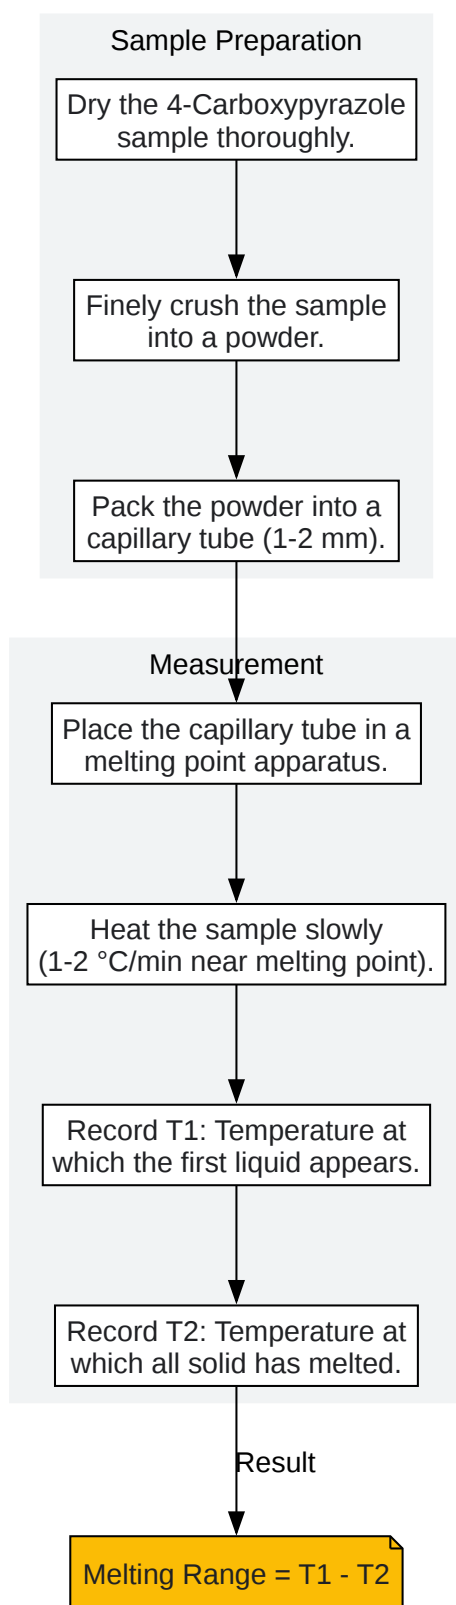 Sample Preparation
Dry the 4-Carboxypyrazole
sample thoroughly.
Finely crush the sample
into a powder.
Pack the powder into a
capillary tube (1-2 mm).
Measurement
Place the capillary tube in a
melting point apparatus.
Heat the sample slowly
(1-2 °C/min near melting point).
Record T1: Temperature at
which the first liquid appears.
Record T2: Temperature at
which all solid has melted.
Result
Melting Range = T1 - T2